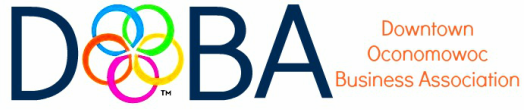 DOBA
TM
Downtown
Oconomowoc
Business Association